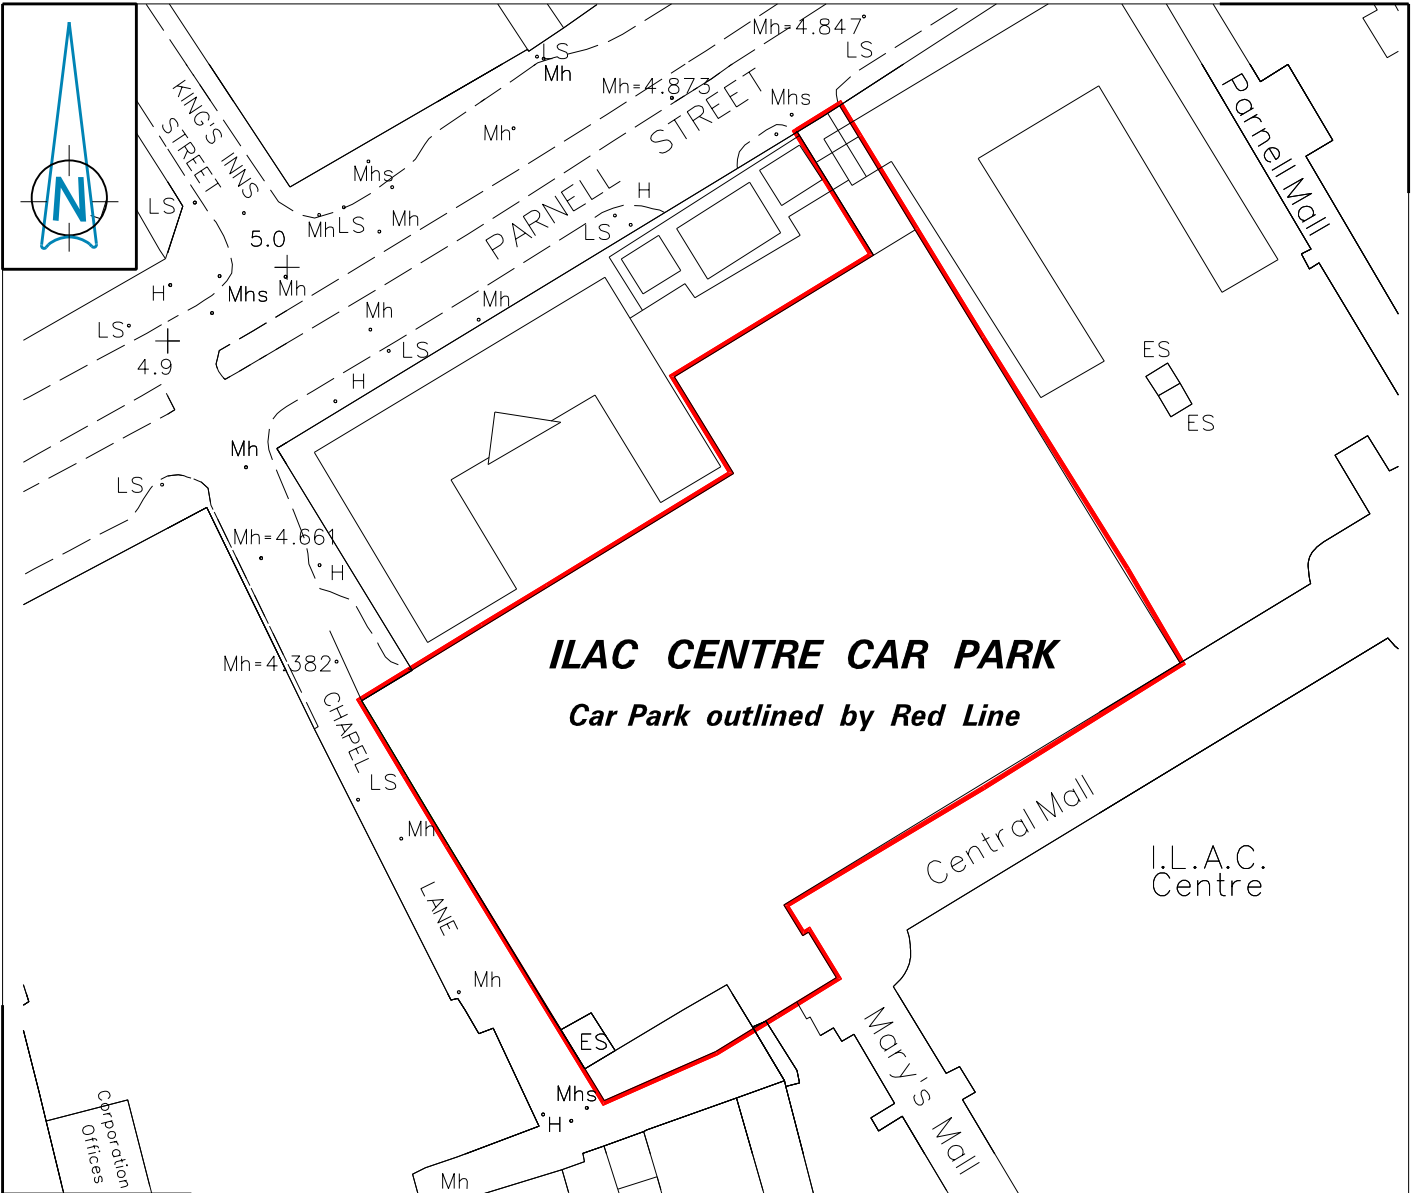 Mh=4.847
LS
LS
Mh
Mh=4.873
STREET
Mhs
Parnell Mall
KING'S INNS
STREET
Mh
Mhs
N
LS
H
PARNELL
Mh
LS
Mh
LS
5.0
Mh
H
Mhs
Mh
Mh
LS
4.9
LS
ES
H
ES
Mh
LS
Mh=4.661
H
ILAC CENTRE CAR PARK
Mh=4.382
Car Park outlined by Red Line
CHAPEL
LS
Mh
Central Mall
I.L.A.C.
Centre
LANE
Mh
ES
Mary's Mall
Mhs
H
Corporation
Offices
Mh